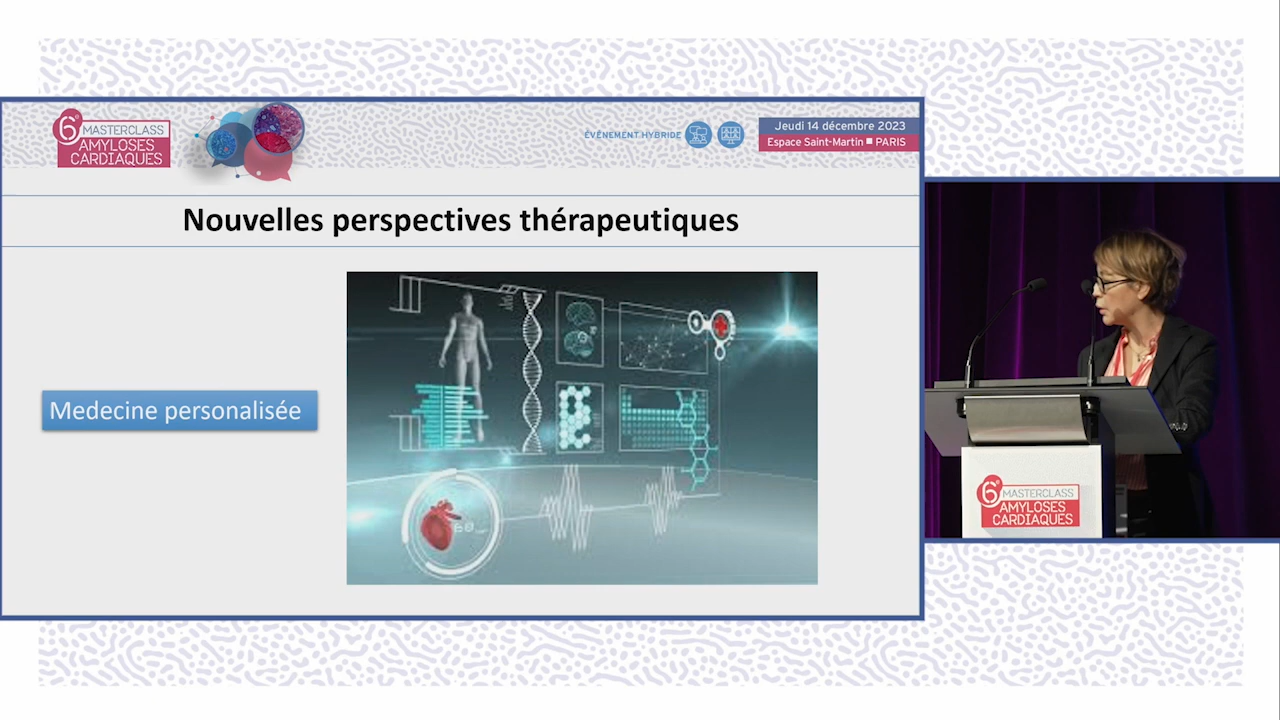 6e MASTERCLASS
AMYLOSES
CARDIAQUES
ÉVÉNEMENT HYBRIDE
Jeudi 14 décembre 2023
Espace Saint-Martin ■ PARIS
Nouvelles perspectives thérapeutiques
Medecine personalisée
6e MASTERCLASS
AMYLOSES
CARDIAQUES